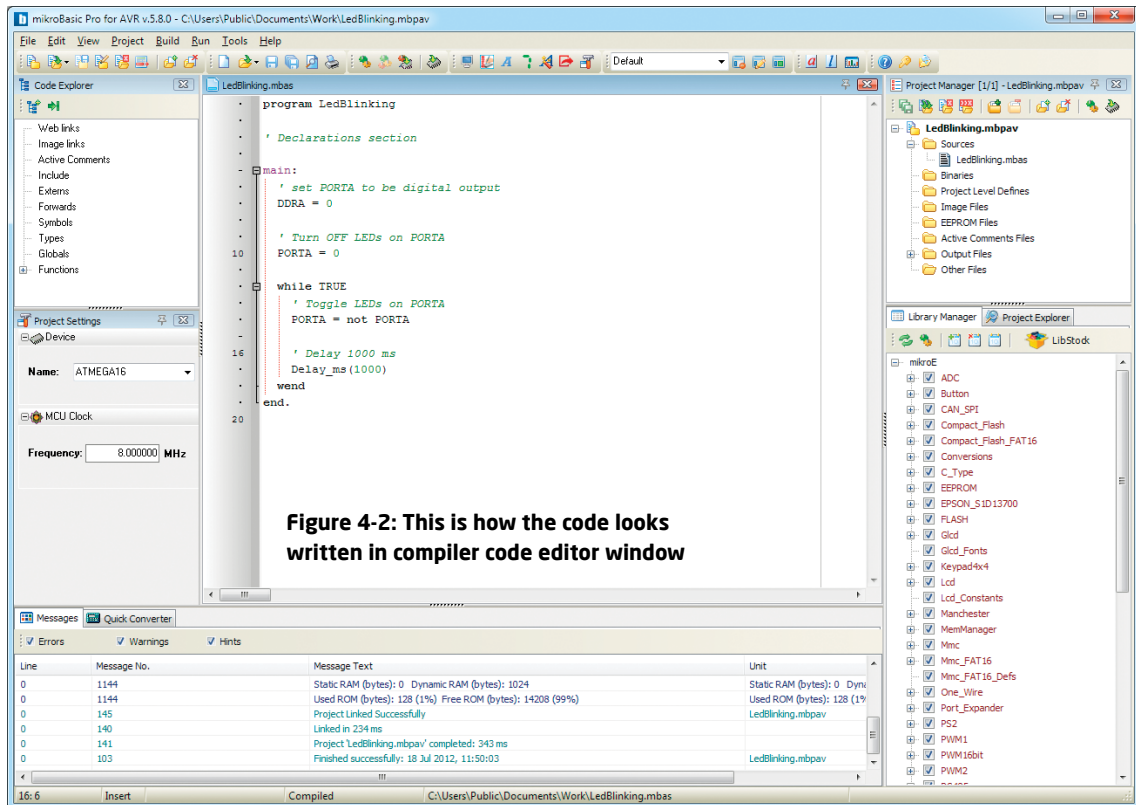 mikroBasic Pro for AVR v.5.8.0 - C:\Users\Public\Documents\Work\LedBlinking.mbpav
File Edit View Project Build Run Tools Help
Default
Code Explorer
Web links
Image links
Active Comments
Include
Externs
Forwards
Symbols
Types
Globals
Functions
Project Settings
Device
Name: ATMEGA16
MCU Clock
Frequency: 8.000000 MHz
LedBlinking.mbas
program LedBlinking
' Declarations section
main:
' set PORTA to be digital output
DDRA = 0
' Turn OFF LEDs on PORTA
10 PORTA = 0
while TRUE
' Toggle LEDs on PORTA
PORTA = not PORTA
16 ' Delay 1000 ms
Delay_ms(1000)
wend
end.
20
Figure 4-2: This is how the code looks
written in compiler code editor window
Project Manager [1/1] - LedBlinking.mbpav
LedBlinking.mbpav
Sources
LedBlinking.mbas
Binaries
Project Level Defines
Image Files
EEPROM Files
Active Comments Files
Output Files
Other Files
Library Manager Project Explorer
LibStock
mikroE
ADC
Button
CAN_SPI
Compact_Flash
Compact_Flash_FAT16
Conversions
C_Type
EEPROM
EPSON_S1D13700
FLASH
Glcd
Glcd_Fonts
Keypad4x4
Lcd
Lcd_Constants
Manchester
MemManager
Mmc
Mmc_FAT16
Mmc_FAT16_Defs
One_Wire
Port_Expander
PS2
PWM1
PWM16bit
PWM2
Messages Quick Converter
Errors Warnings Hints
Line Message No. Message Text Unit
0 1144 Static RAM (bytes): 0 Dynamic RAM (bytes): 1024 Static RAM (bytes): 0 Dyna
0 1144 Used ROM (bytes): 128 (1%) Free ROM (bytes): 14208 (99%) Used ROM (bytes): 128 (1%
0 145 Project Linked Successfully LedBlinking.mbpav
0 140 Linked in 234 ms
0 141 Project 'LedBlinking.mbpav' completed: 343 ms
0 103 Finished successfully: 18 Jul 2012, 11:50:03 LedBlinking.mbpav
16: 6 Insert Compiled C:\Users\Public\Documents\Work\LedBlinking.mbas